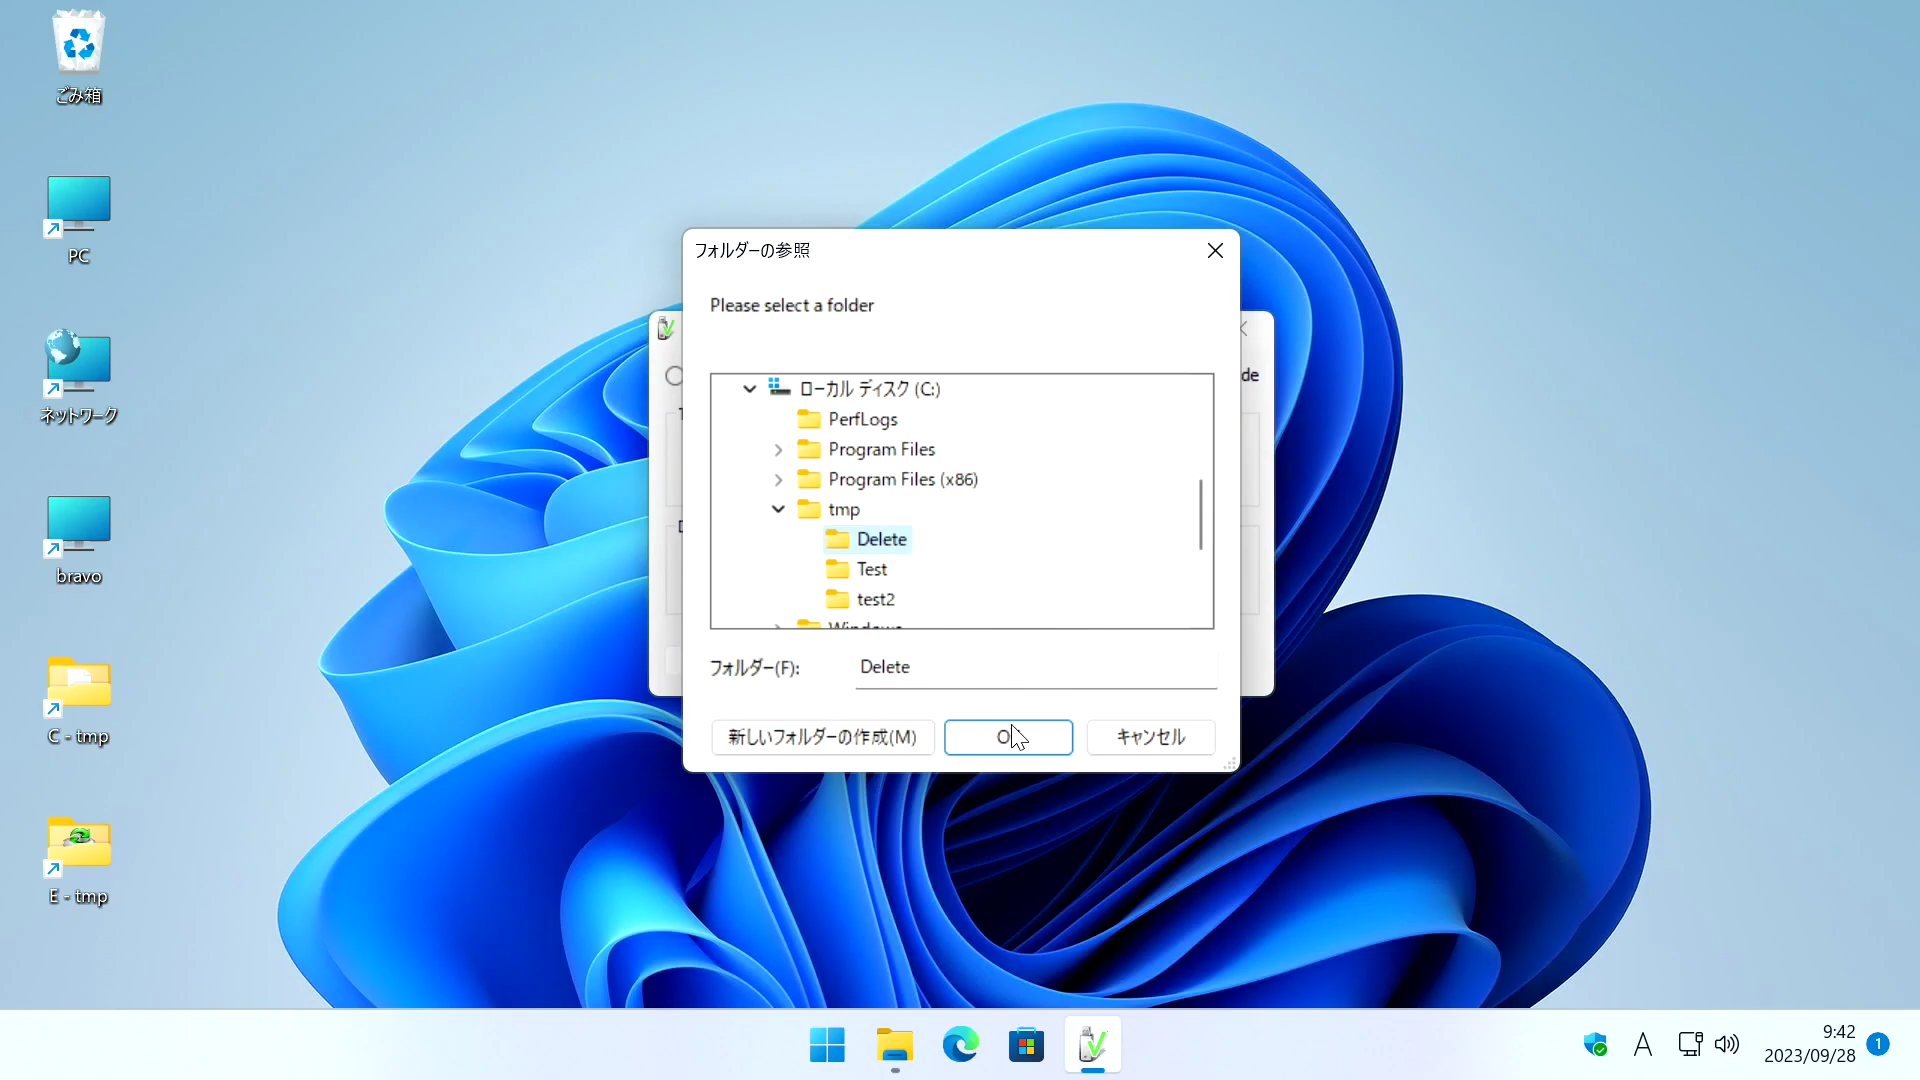 ごみ箱
PC
ネットワーク
bravo
C - tmp
E - tmp
フォルダーの参照
Please select a folder
ローカル ディスク (C:)
PerfLogs
Program Files
Program Files (x86)
tmp
Delete
Test
test2
Windows
フォルダー(F):
Delete
新しいフォルダーの作成(M)
キャンセル
de
A
9:42
2023/09/28
1